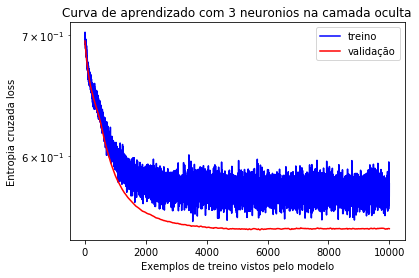 Curva de aprendizado com 3 neuronios na camada oculta
treino
validação
7 × 10⁻¹
6 × 10⁻¹
Entropia cruzada loss
0 2000 4000 6000 8000 10000
Exemplos de treino vistos pelo modelo